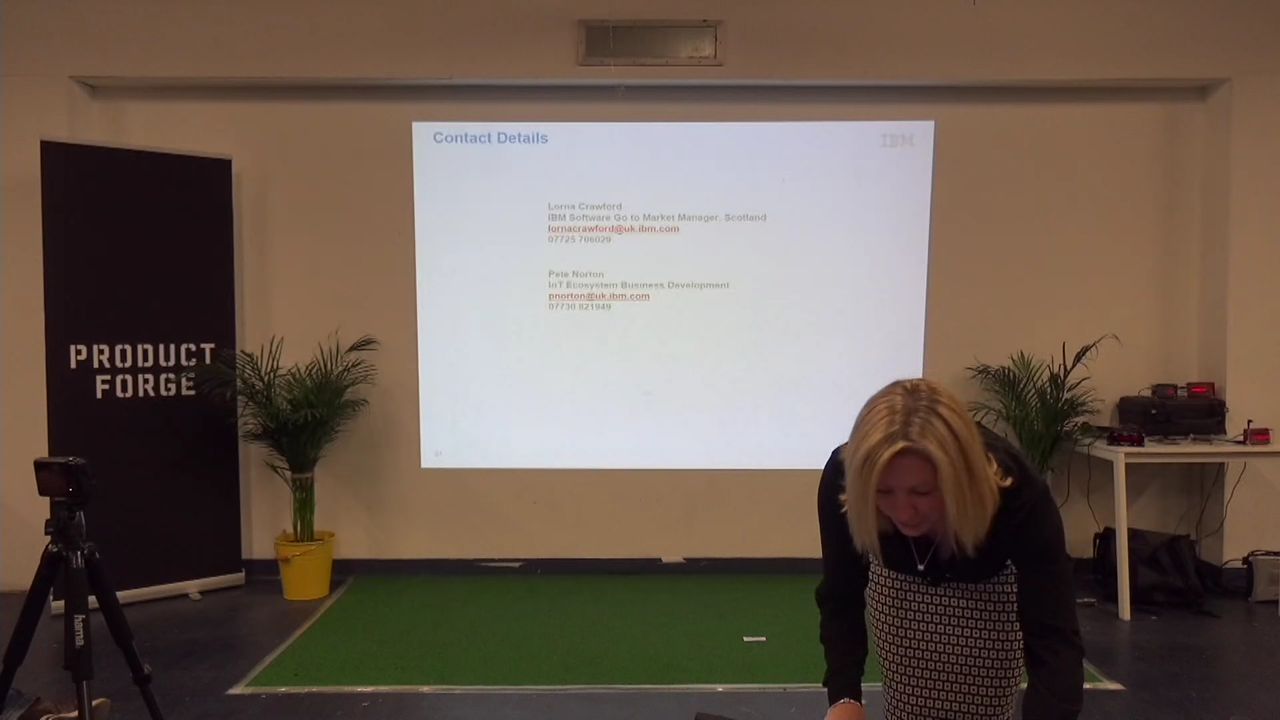 Contact Details
IBM
Lorna Crawford
IBM Software Go to Market Manager, Scotland
lornacrawford@uk.ibm.com
07725 706029
Pete Norton
IoT Ecosystem Business Development
pnorton@uk.ibm.com
07730 821949
PRODUCT
FORGE
hama